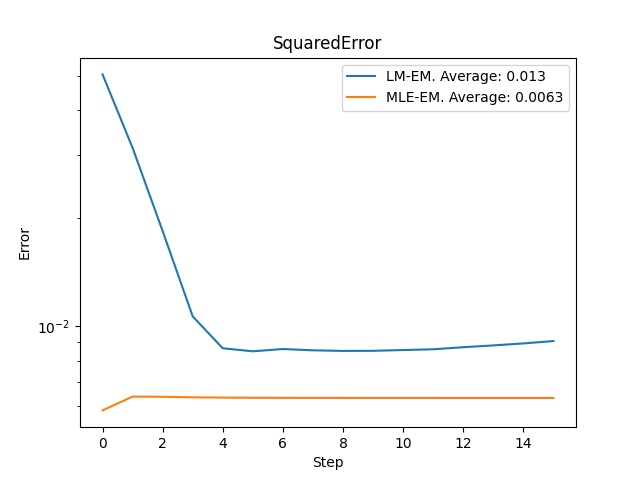 SquaredError
LM-EM. Average: 0.013
MLE-EM. Average: 0.0063
Error
10⁻²
0 2 4 6 8 10 12 14
Step